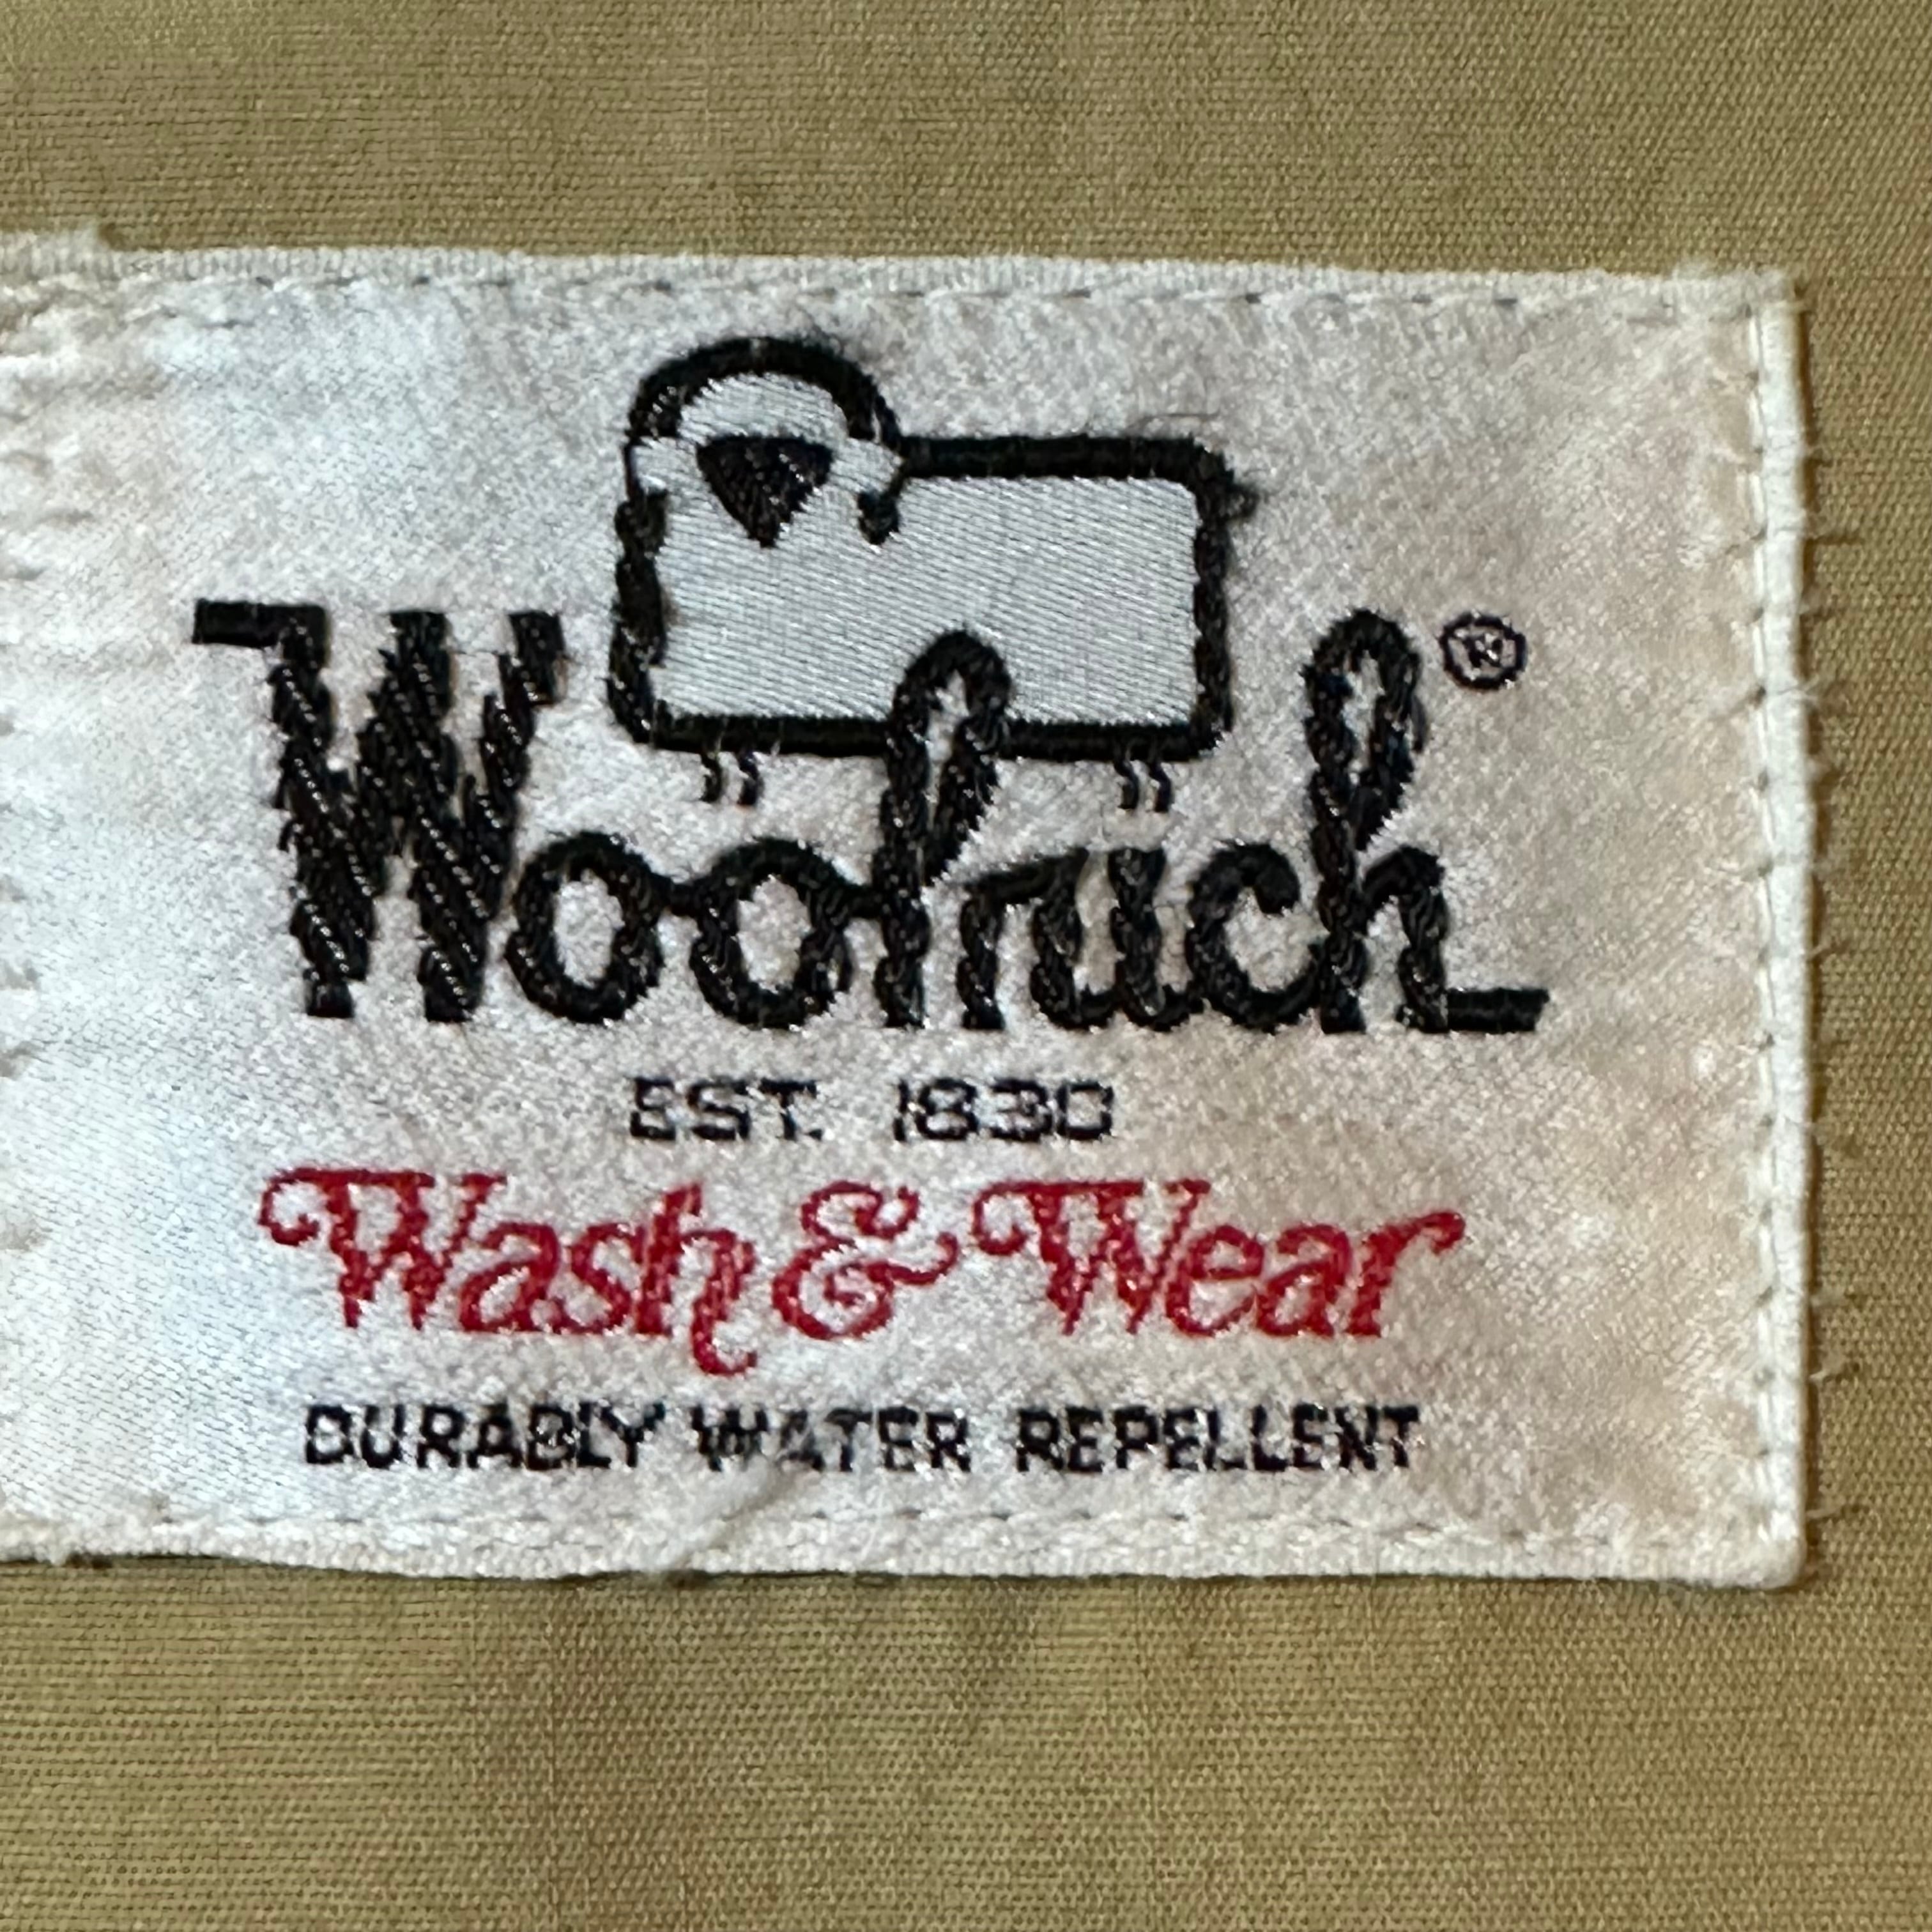 Woolrich®
EST. 1830
Wash & Wear
DURABLY WATER REPELLENT